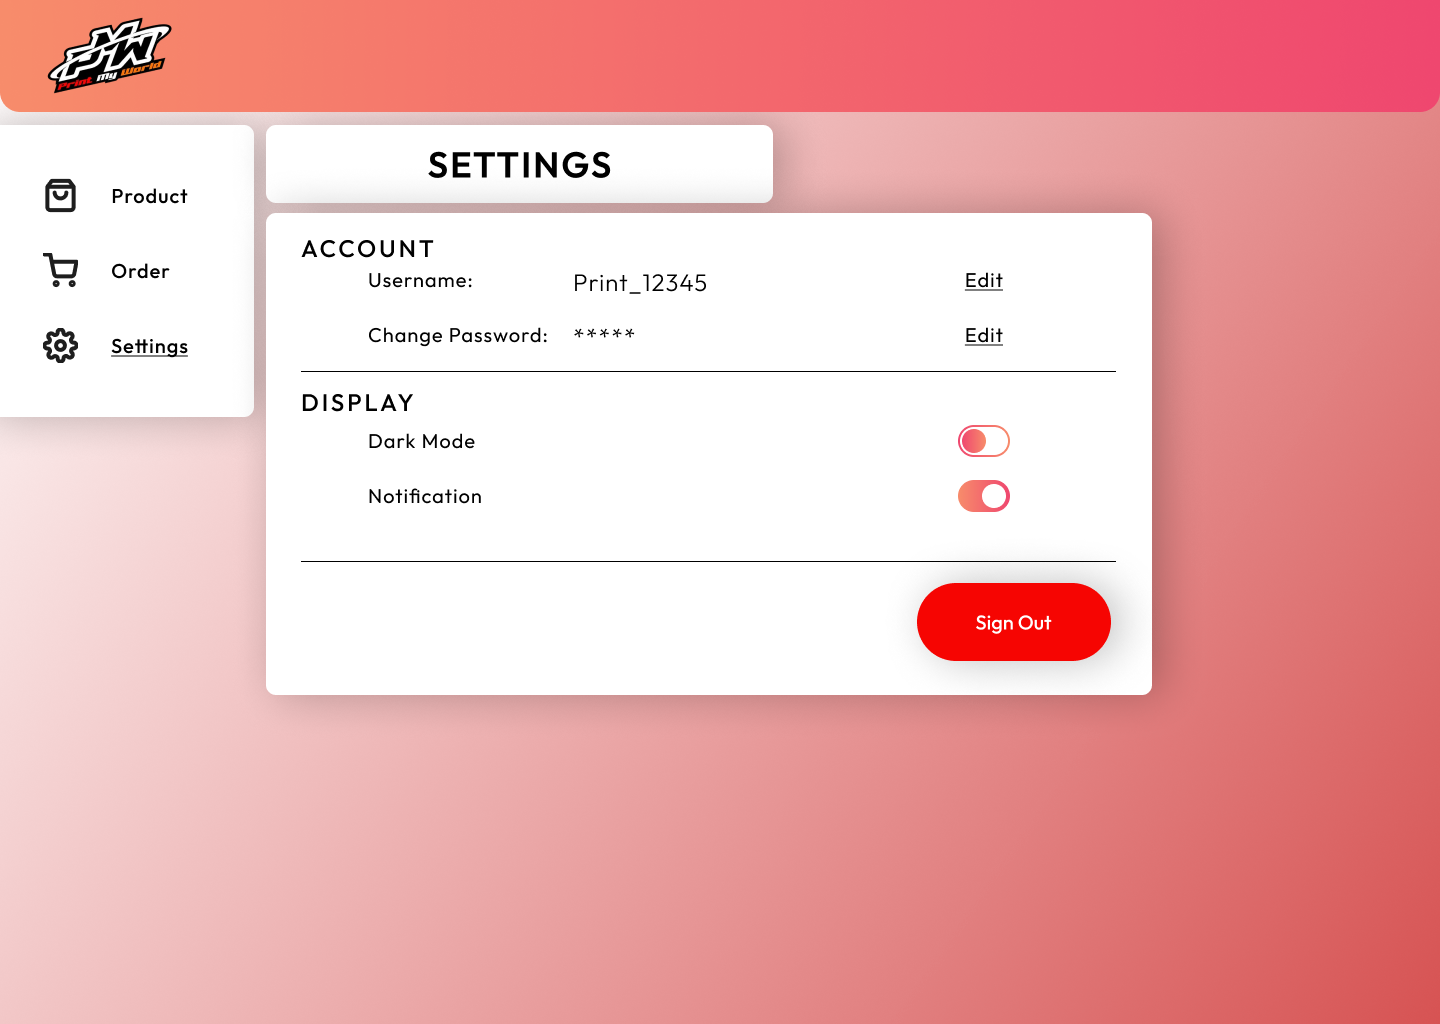 PMW
Print My World
SETTINGS
Product
Order
Settings
ACCOUNT
Username: Print_12345 Edit
Change Password: ***** Edit
DISPLAY
Dark Mode
Notification
Sign Out